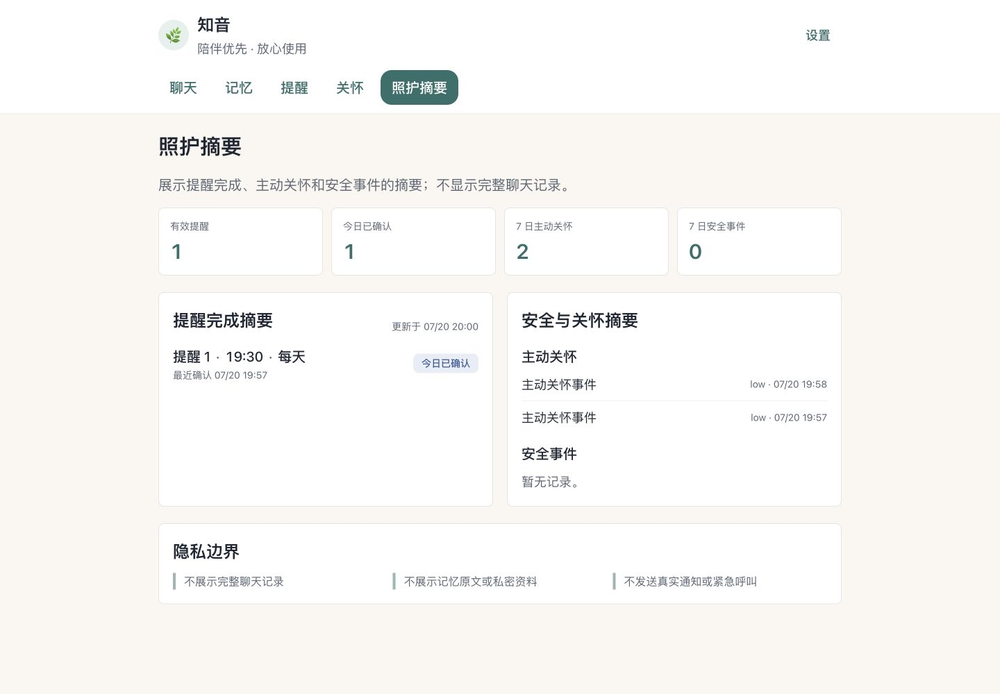 知音
陪伴优先 · 放心使用
设置
聊天
记忆
提醒
关怀
照护摘要
照护摘要
展示提醒完成、主动关怀和安全事件的摘要；不显示完整聊天记录。
有效提醒
1
今日已确认
1
7 日主动关怀
2
7 日安全事件
0
提醒完成摘要
更新于 07/20 20:00
提醒 1 · 19:30 · 每天
最近确认 07/20 19:57
今日已确认
安全与关怀摘要
主动关怀
主动关怀事件
low · 07/20 19:58
主动关怀事件
low · 07/20 19:57
安全事件
暂无记录。
隐私边界
不展示完整聊天记录
不展示记忆原文或私密资料
不发送真实通知或紧急呼叫